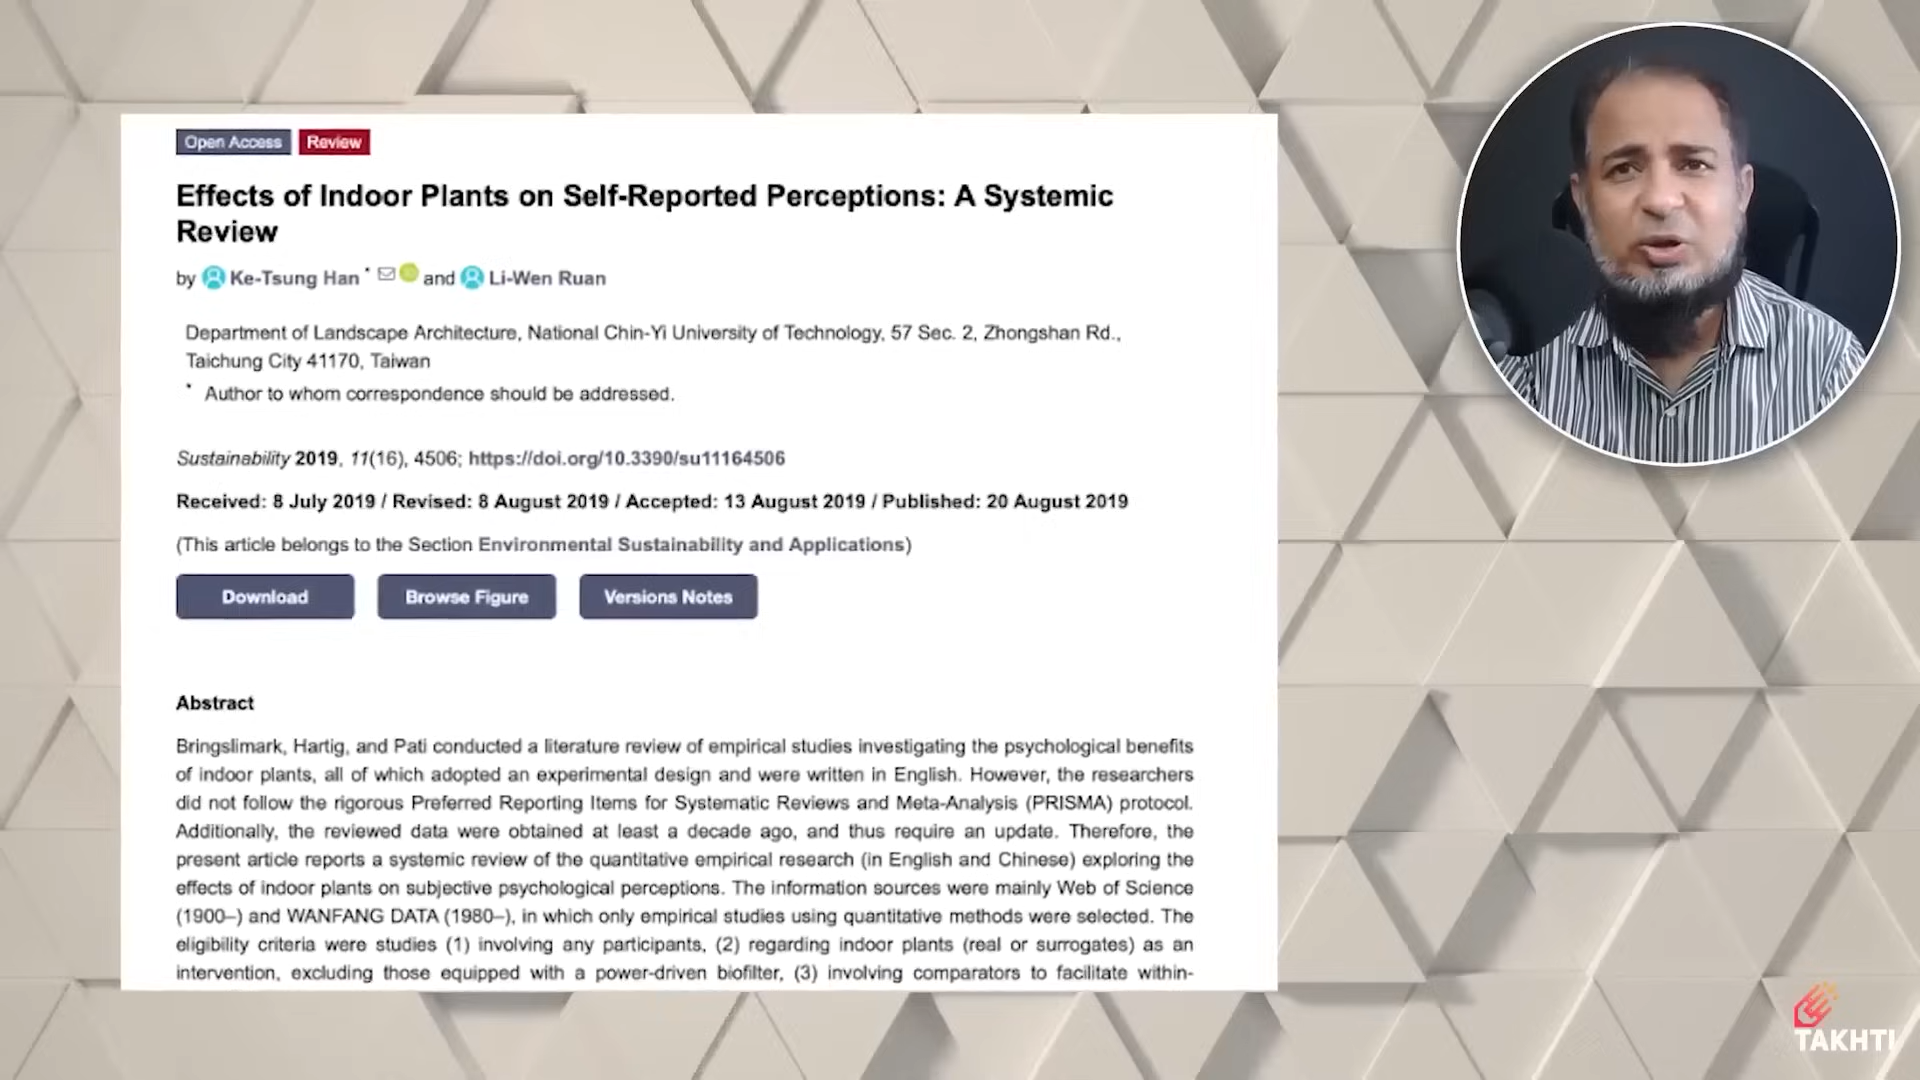 Open Access Review
Effects of Indoor Plants on Self-Reported Perceptions: A Systemic
Review
by Ke-Tsung Han * and Li-Wen Ruan
Department of Landscape Architecture, National Chin-Yi University of Technology, 57 Sec. 2, Zhongshan Rd.,
Taichung City 41170, Taiwan
* Author to whom correspondence should be addressed.
Sustainability 2019, 11(16), 4506; https://doi.org/10.3390/su11164506
Received: 8 July 2019 / Revised: 8 August 2019 / Accepted: 13 August 2019 / Published: 20 August 2019
(This article belongs to the Section Environmental Sustainability and Applications)
Download Browse Figure Versions Notes
Abstract
Bringslimark, Hartig, and Pati conducted a literature review of empirical studies investigating the psychological benefits
of indoor plants, all of which adopted an experimental design and were written in English. However, the researchers
did not follow the rigorous Preferred Reporting Items for Systematic Reviews and Meta-Analysis (PRISMA) protocol.
Additionally, the reviewed data were obtained at least a decade ago, and thus require an update. Therefore, the
present article reports a systemic review of the quantitative empirical research (in English and Chinese) exploring the
effects of indoor plants on subjective psychological perceptions. The information sources were mainly Web of Science
(1900–) and WANFANG DATA (1980–), in which only empirical studies using quantitative methods were selected. The
eligibility criteria were studies (1) involving any participants, (2) regarding indoor plants (real or surrogates) as an
intervention, excluding those equipped with a power-driven biofilter, (3) involving comparators to facilitate within-
TAKHTI